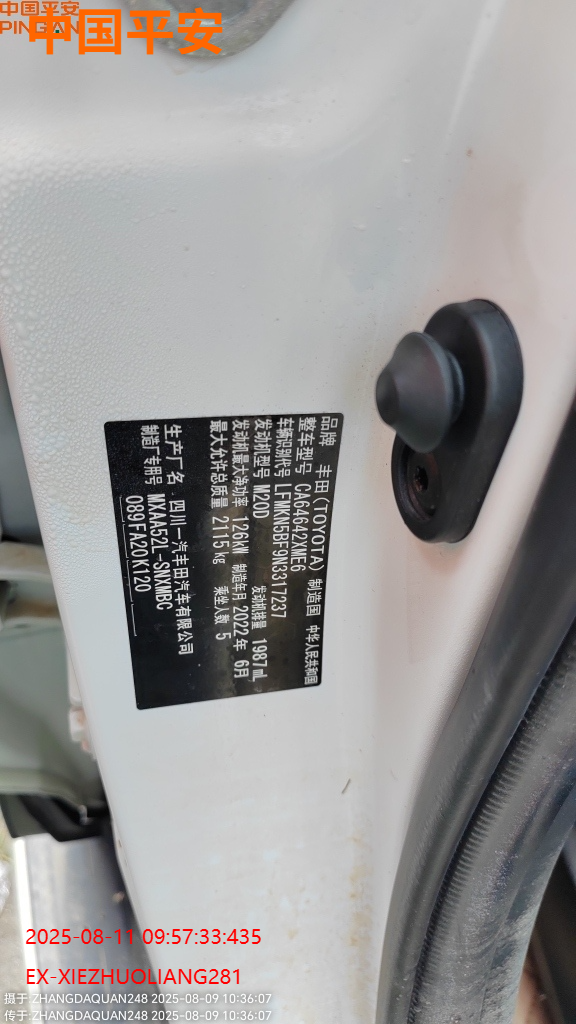 中国平安
PINGAN
中国平安
品牌 丰田(TOYOTA) 制造国 中华人民共和国
整车型号 CA64642XMEG
车辆识别代号 LFMKN5BF9N3317237
发动机型号 M20D 发动机排量 1987mL
发动机最大净功率 126kW 制造年月 2022年 6月
最大允许总质量 2115kg 乘坐人数 5
生产厂名 四川一汽丰田汽车有限公司
制造厂专用号 MXAA52L-SNXMBC
089FA20K120
2025-08-11 09:57:33:435
EX-XIEZHUOLIANG281
摄于 ZHANGDAQUAN248 2025-08-09 10:36:07
传于 ZHANGDAQUAN248 2025-08-09 10:36:07